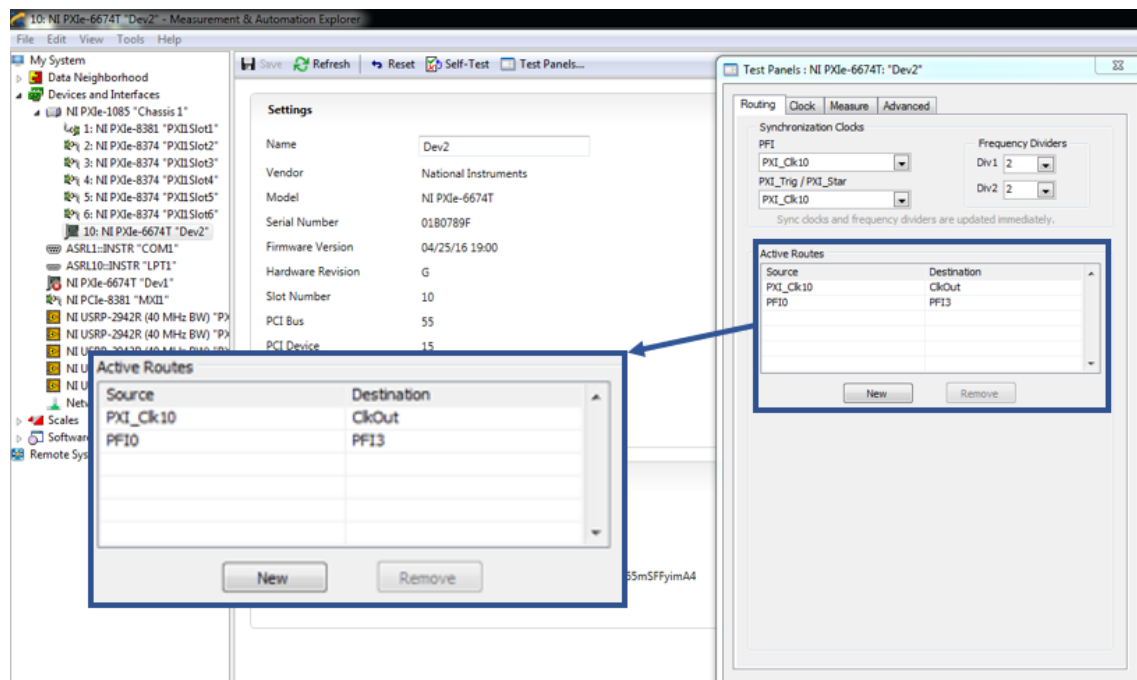 10: NI PXIe-6674T "Dev2" - Measurement & Automation Explorer
File Edit View Tools Help
My System
Data Neighborhood
Devices and Interfaces
NI PXIe-1085 "Chassis 1"
1: NI PXIe-8381 "PXI1Slot1"
2: NI PXIe-8374 "PXI1Slot2"
3: NI PXIe-8374 "PXI1Slot3"
4: NI PXIe-8374 "PXI1Slot4"
5: NI PXIe-8374 "PXI1Slot5"
6: NI PXIe-8374 "PXI1Slot6"
10: NI PXIe-6674T "Dev2"
ASRL1::INSTR "COM1"
ASRL10::INSTR "LPT1"
NI PXIe-6674T "Dev1"
NI PCIe-8381 "MXI1"
NI USRP-2942R (40 MHz BW) "PX
NI USRP-2942R (40 MHz BW) "PX
NI U
NI U
Scales
Software
Remote Sys
Save Refresh Reset Self-Test Test Panels...
Settings
Name Dev2
Vendor National Instruments
Model NI PXIe-6674T
Serial Number 01B0789F
Firmware Version 04/25/16 19:00
Hardware Revision G
Slot Number 10
PCI Bus 55
PCI Device 15
55mSFFyimA4
Active Routes
Source Destination
PXI_Clk10 ClkOut
PFI0 PFI3
New Remove
Test Panels : NI PXIe-6674T: "Dev2"
Routing Clock Measure Advanced
Synchronization Clocks
PFI Frequency Dividers
PXI_Clk10 Div1 2
PXI_Trig / PXI_Star Div2 2
PXI_Clk10
Sync clocks and frequency dividers are updated immediately.
Active Routes
Source Destination
PXI_Clk10 ClkOut
PFI0 PFI3
New Remove